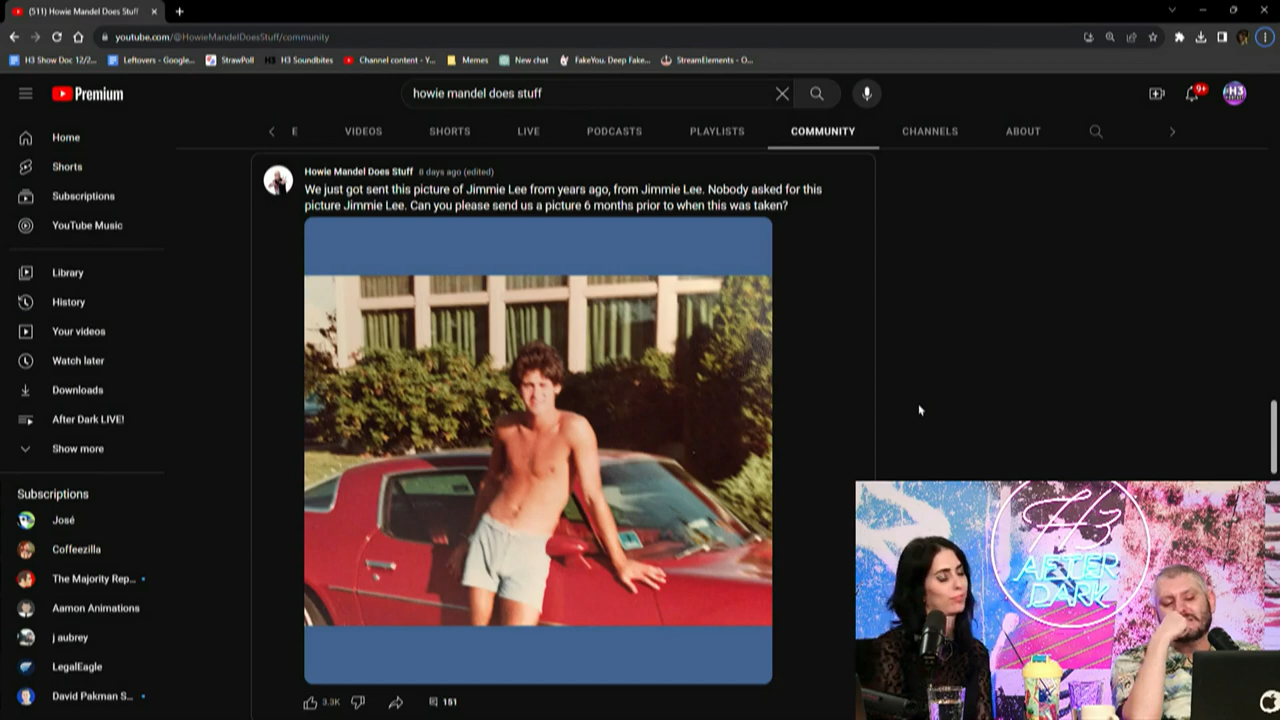 (511) Howie Mandel Does Stuff
youtube.com/@HowieMandelDoesStuff/community
H3 Show Doc 12/2...
Leftovers - Google...
StrawPoll
H3 Soundbites
Channel content - Y...
Memes
New chat
FakeYou. Deep Fake...
StreamElements - O...
Premium
howie mandel does stuff
9+
H3
E
VIDEOS
SHORTS
LIVE
PODCASTS
PLAYLISTS
COMMUNITY
CHANNELS
ABOUT
Home
Shorts
Subscriptions
YouTube Music
Library
History
Your videos
Watch later
Downloads
After Dark LIVE!
Show more
Subscriptions
José
Coffeezilla
The Majority Rep...
Aamon Animations
j aubrey
LegalEagle
David Pakman S...
Howie Mandel Does Stuff 8 days ago (edited)
We just got sent this picture of Jimmie Lee from years ago, from Jimmie Lee. Nobody asked for this
picture Jimmie Lee. Can you please send us a picture 6 months prior to when this was taken?
3.3K
151
H3
AFTER
DARK